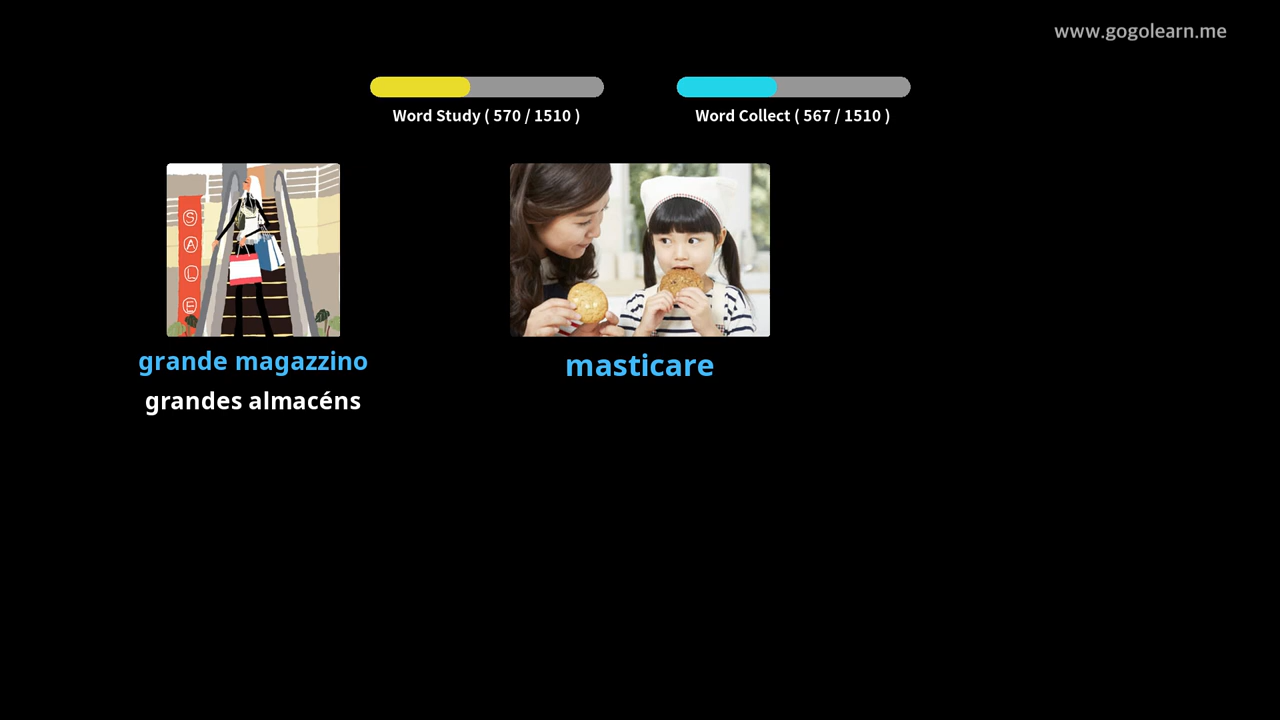 www.gogolearn.me
Word Study ( 570 / 1510 )
Word Collect ( 567 / 1510 )
SALE
grande magazzino
grandes almacéns
masticare